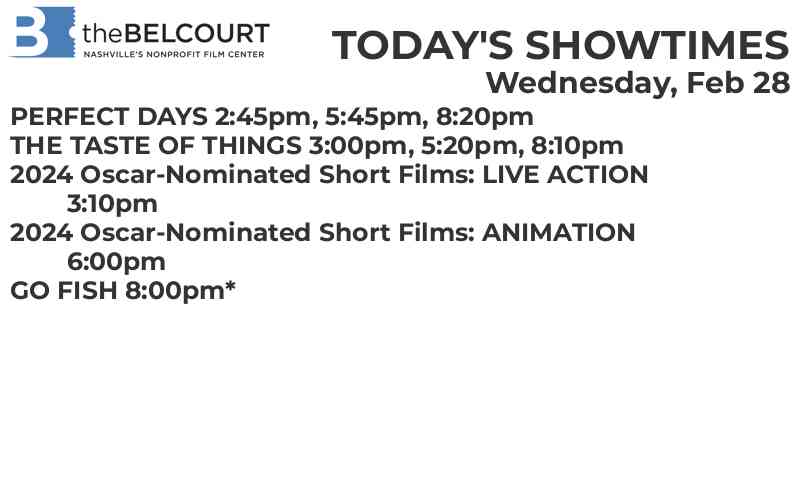 B theBELCOURT
NASHVILLE'S NONPROFIT FILM CENTER
TODAY'S SHOWTIMES
Wednesday, Feb 28
PERFECT DAYS 2:45pm, 5:45pm, 8:20pm
THE TASTE OF THINGS 3:00pm, 5:20pm, 8:10pm
2024 Oscar-Nominated Short Films: LIVE ACTION
3:10pm
2024 Oscar-Nominated Short Films: ANIMATION
6:00pm
GO FISH 8:00pm*